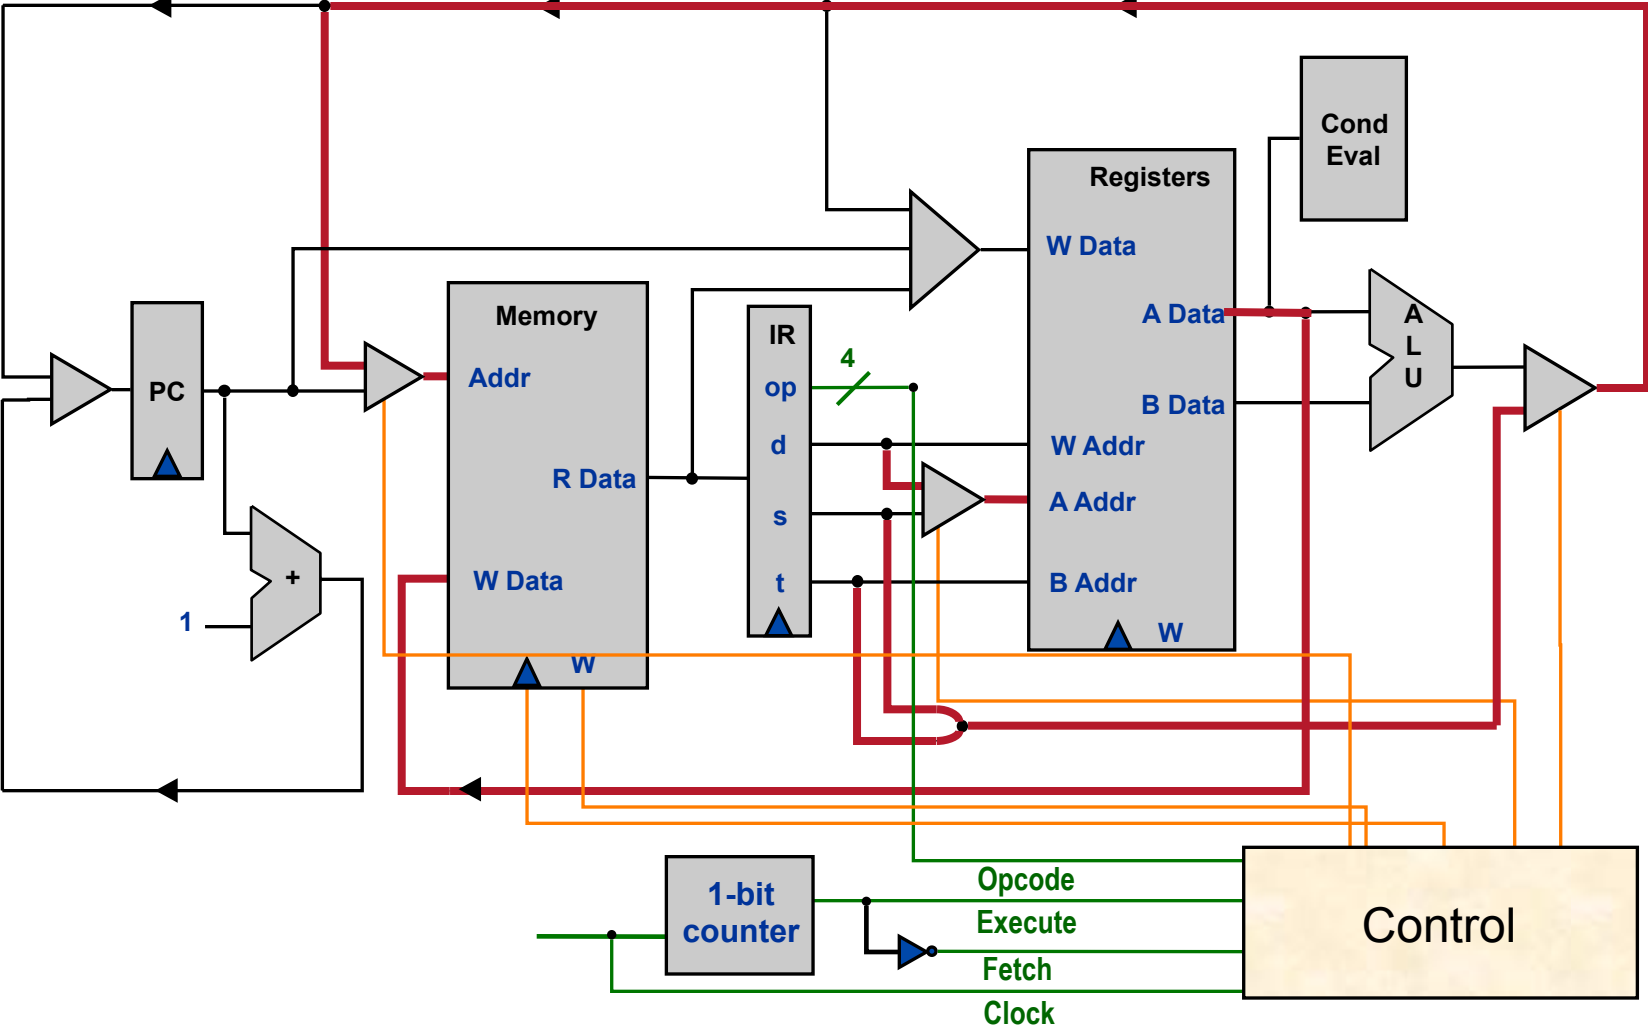 Cond
Eval
Registers
W Data
Memory
A Data
A
L
U
IR
4
Addr
PC
op
B Data
d
W Addr
R Data
s
A Addr
+
W Data
t
B Addr
1
W
W
Opcode
1-bit
counter
Execute
Control
Fetch
Clock